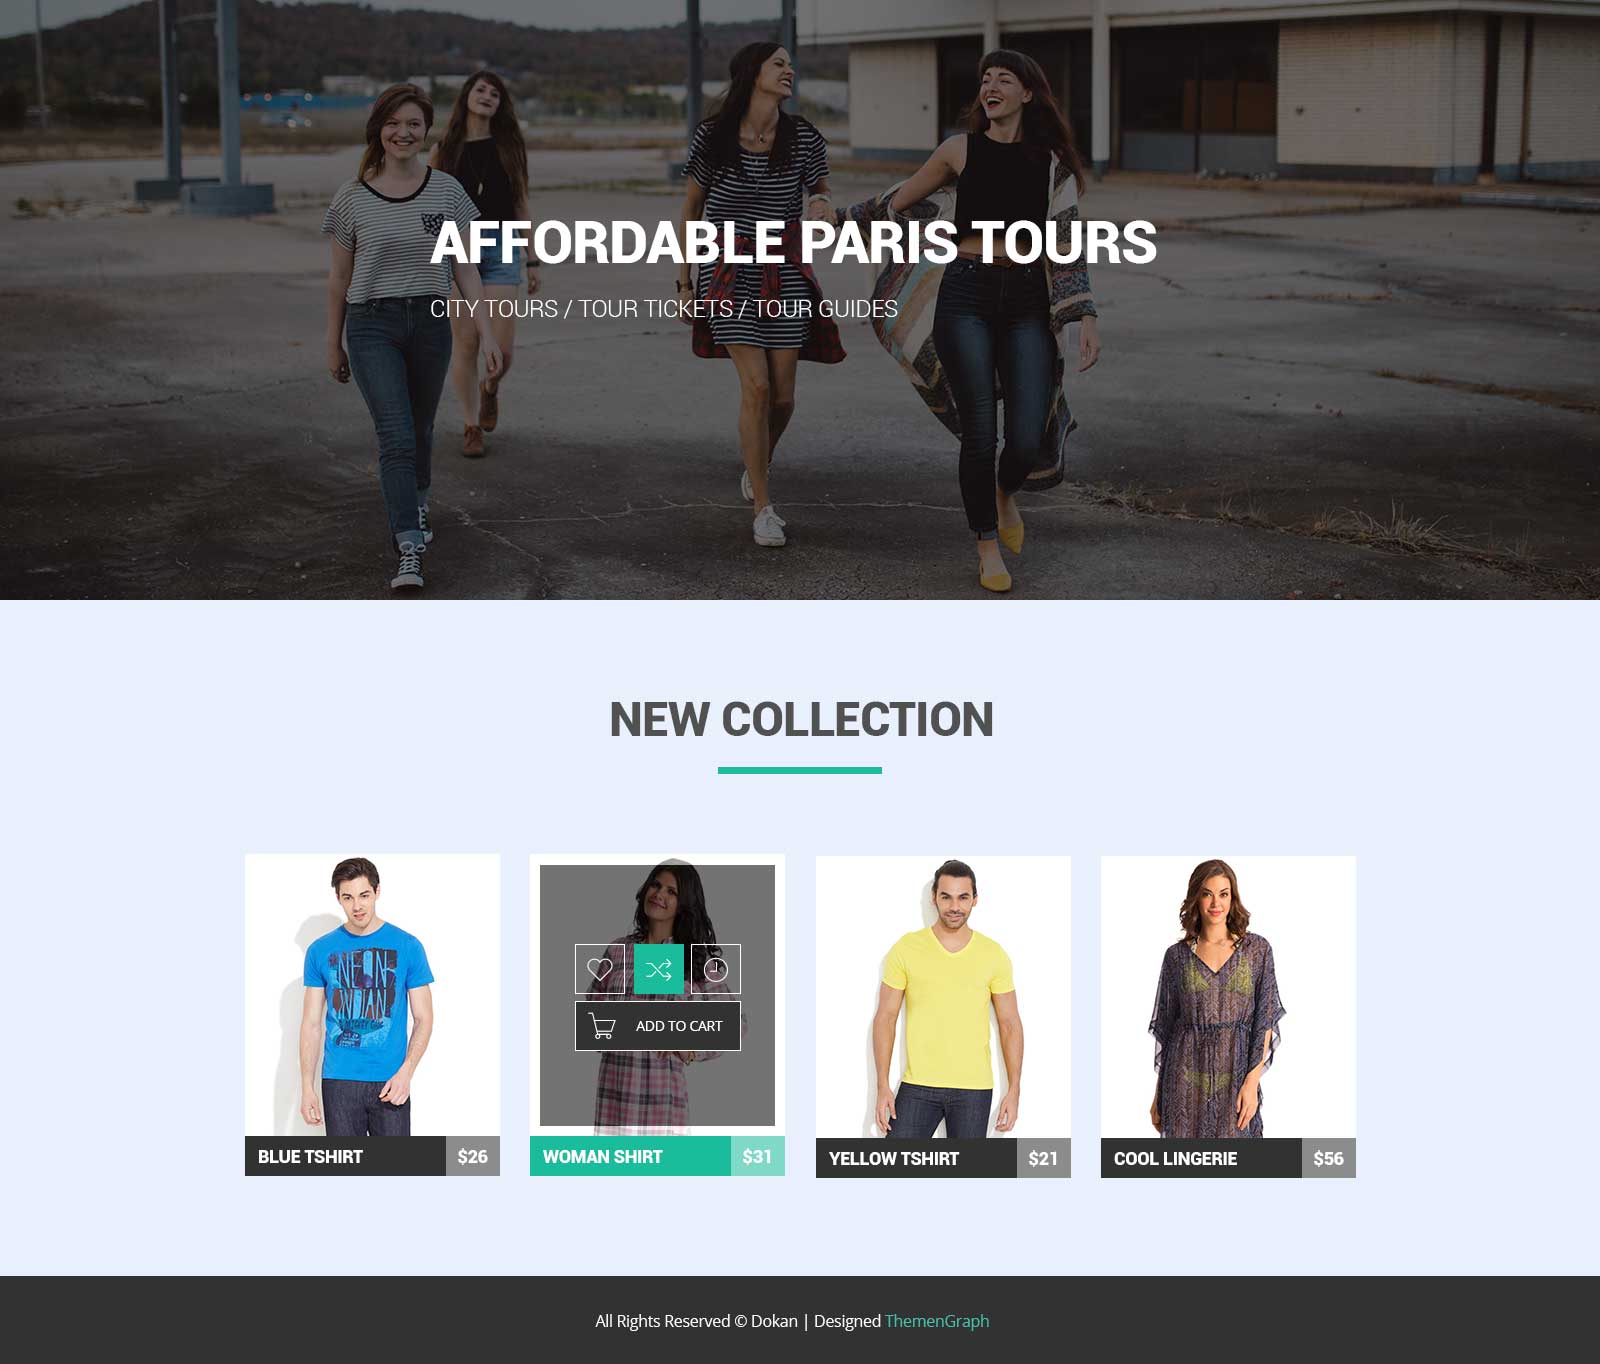 AFFORDABLE PARIS TOURS
CITY TOURS / TOUR TICKETS / TOUR GUIDES
NEW COLLECTION
NEON
INDIAN
ADD TO CART
BLUE TSHIRT $26
WOMAN SHIRT $31
YELLOW TSHIRT $21
COOL LINGERIE $56
All Rights Reserved © Dokan | Designed ThemenGraph